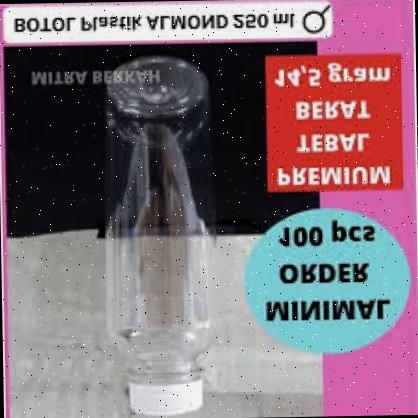 BOTOL Plastik ALMOND 250 ml
MITRA BERKAH
PREMIUM
TEBAL
BERAT
14,5 gram
MINIMAL
ORDER
100 pcs